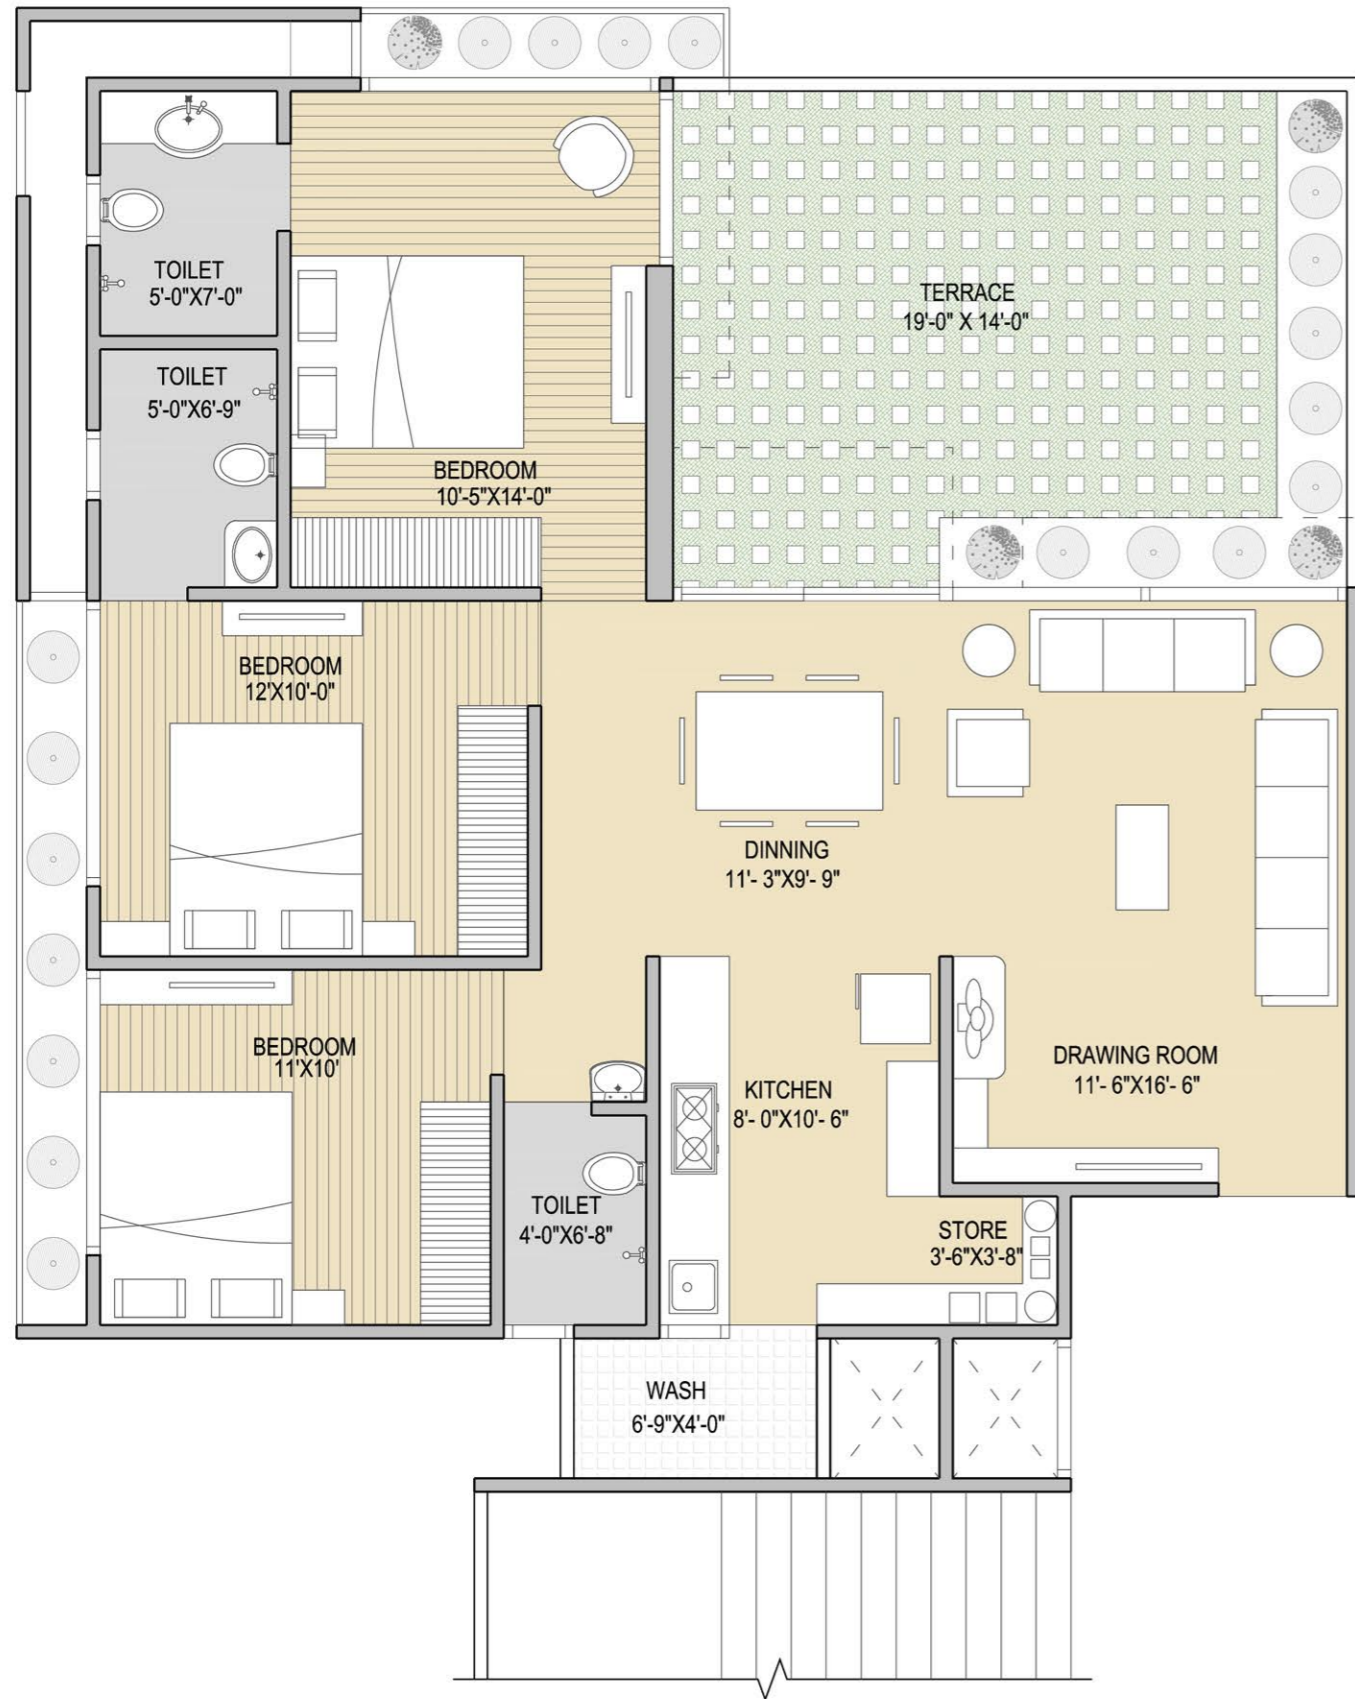 TOILET
5'-0"X7'-0"
TERRACE
19'-0" X 14'-0"
TOILET
5'-0"X6'-9"
BEDROOM
10'-5"X14'-0"
BEDROOM
12'X10'-0"
DINNING
11'- 3"X9'- 9"
BEDROOM
11'X10'
DRAWING ROOM
11'- 6"X16'- 6"
KITCHEN
8'- 0"X10'- 6"
TOILET
4'-0"X6'-8"
STORE
3'-6"X3'-8"
WASH
6'-9"X4'-0"